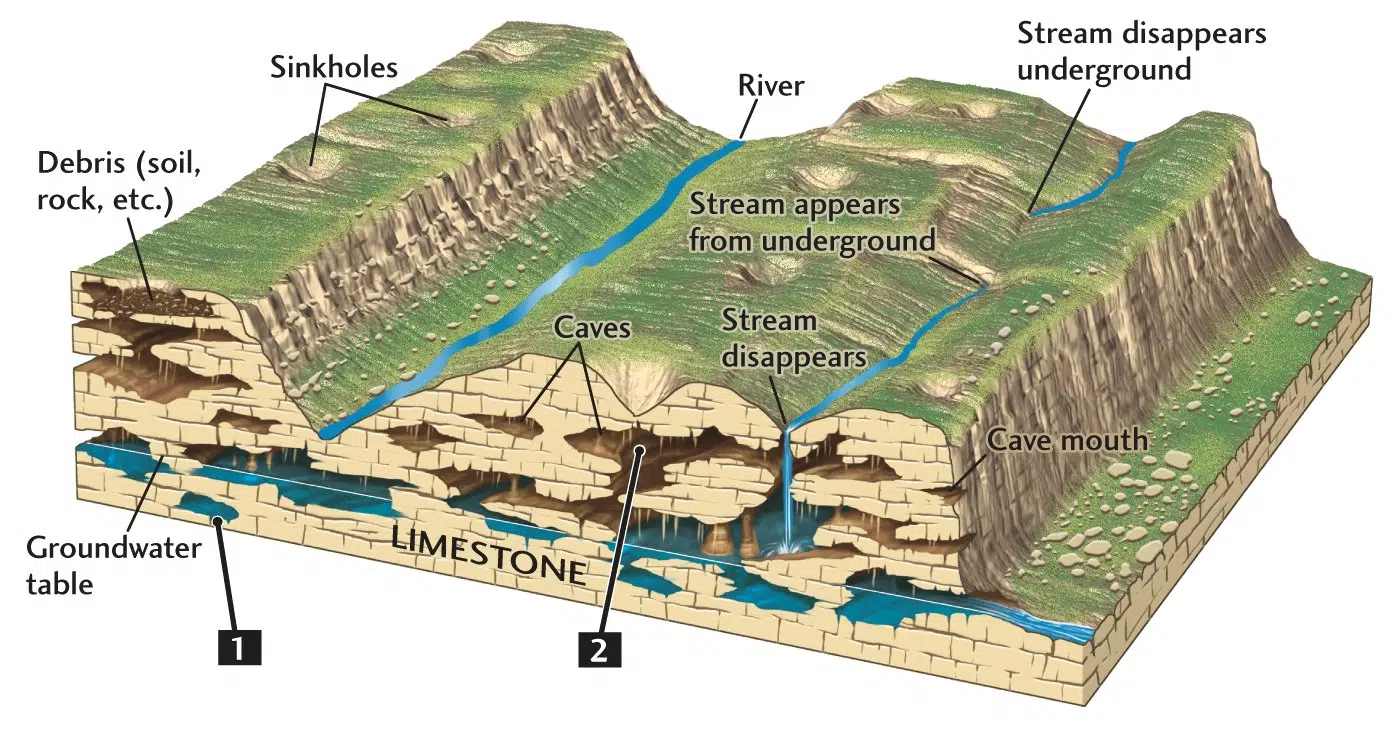 Sinkholes
River
Stream disappears
underground
Debris (soil,
rock, etc.)
Stream appears
from underground
Caves
Stream
disappears
Cave mouth
Groundwater
table
LIMESTONE
1
2